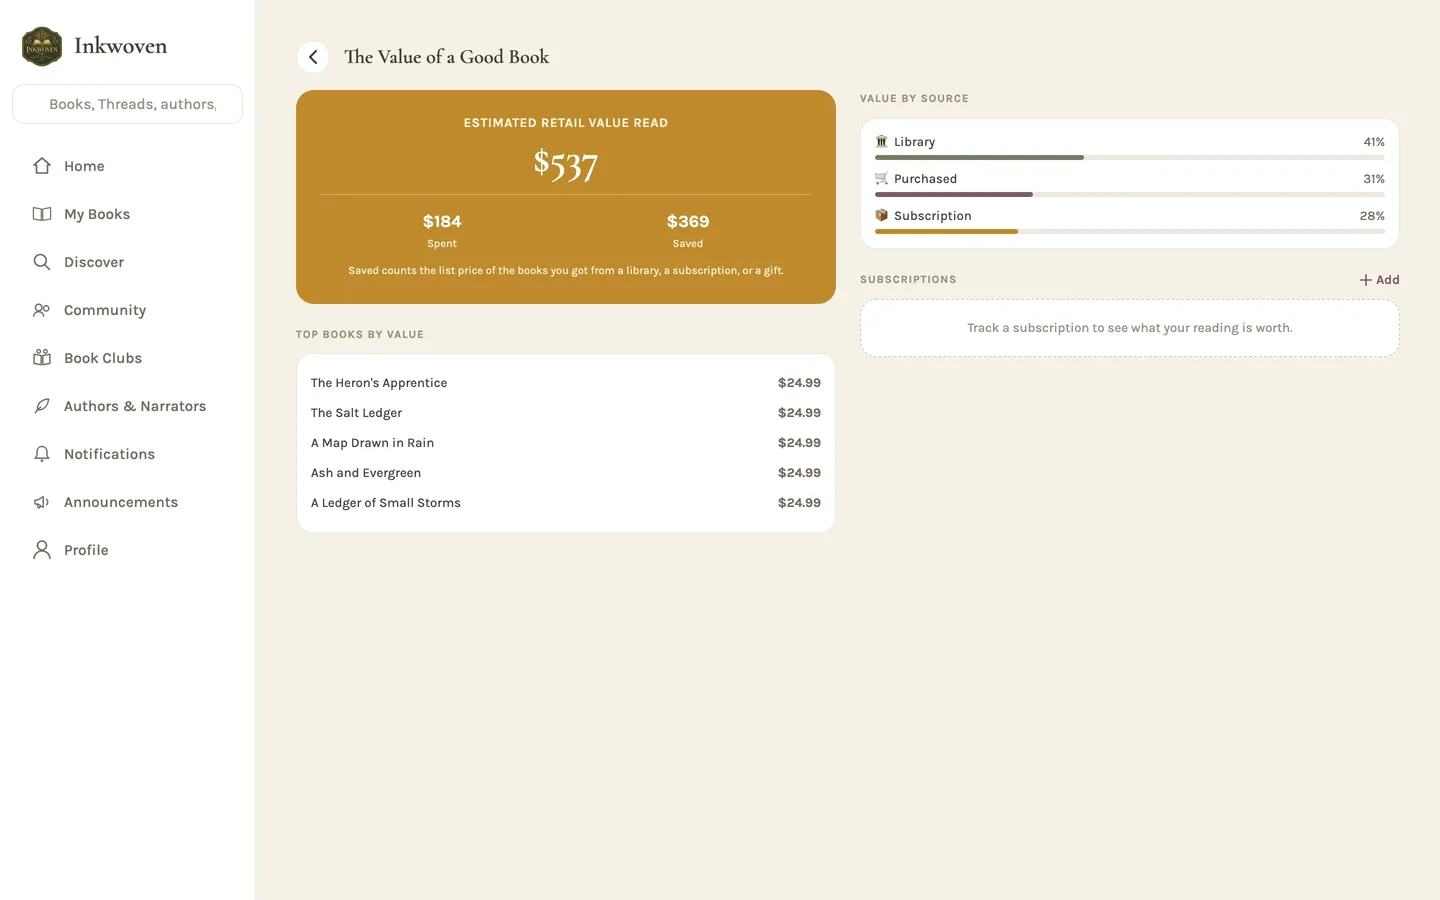 Inkwoven
Books, Threads, authors,
Home
My Books
Discover
Community
Book Clubs
Authors & Narrators
Notifications
Announcements
Profile
The Value of a Good Book
ESTIMATED RETAIL VALUE READ
$537
$184
Spent
$369
Saved
Saved counts the list price of the books you got from a library, a subscription, or a gift.
TOP BOOKS BY VALUE
The Heron's Apprentice $24.99
The Salt Ledger $24.99
A Map Drawn in Rain $24.99
Ash and Evergreen $24.99
A Ledger of Small Storms $24.99
VALUE BY SOURCE
Library 41%
Purchased 31%
Subscription 28%
SUBSCRIPTIONS
+ Add
Track a subscription to see what your reading is worth.